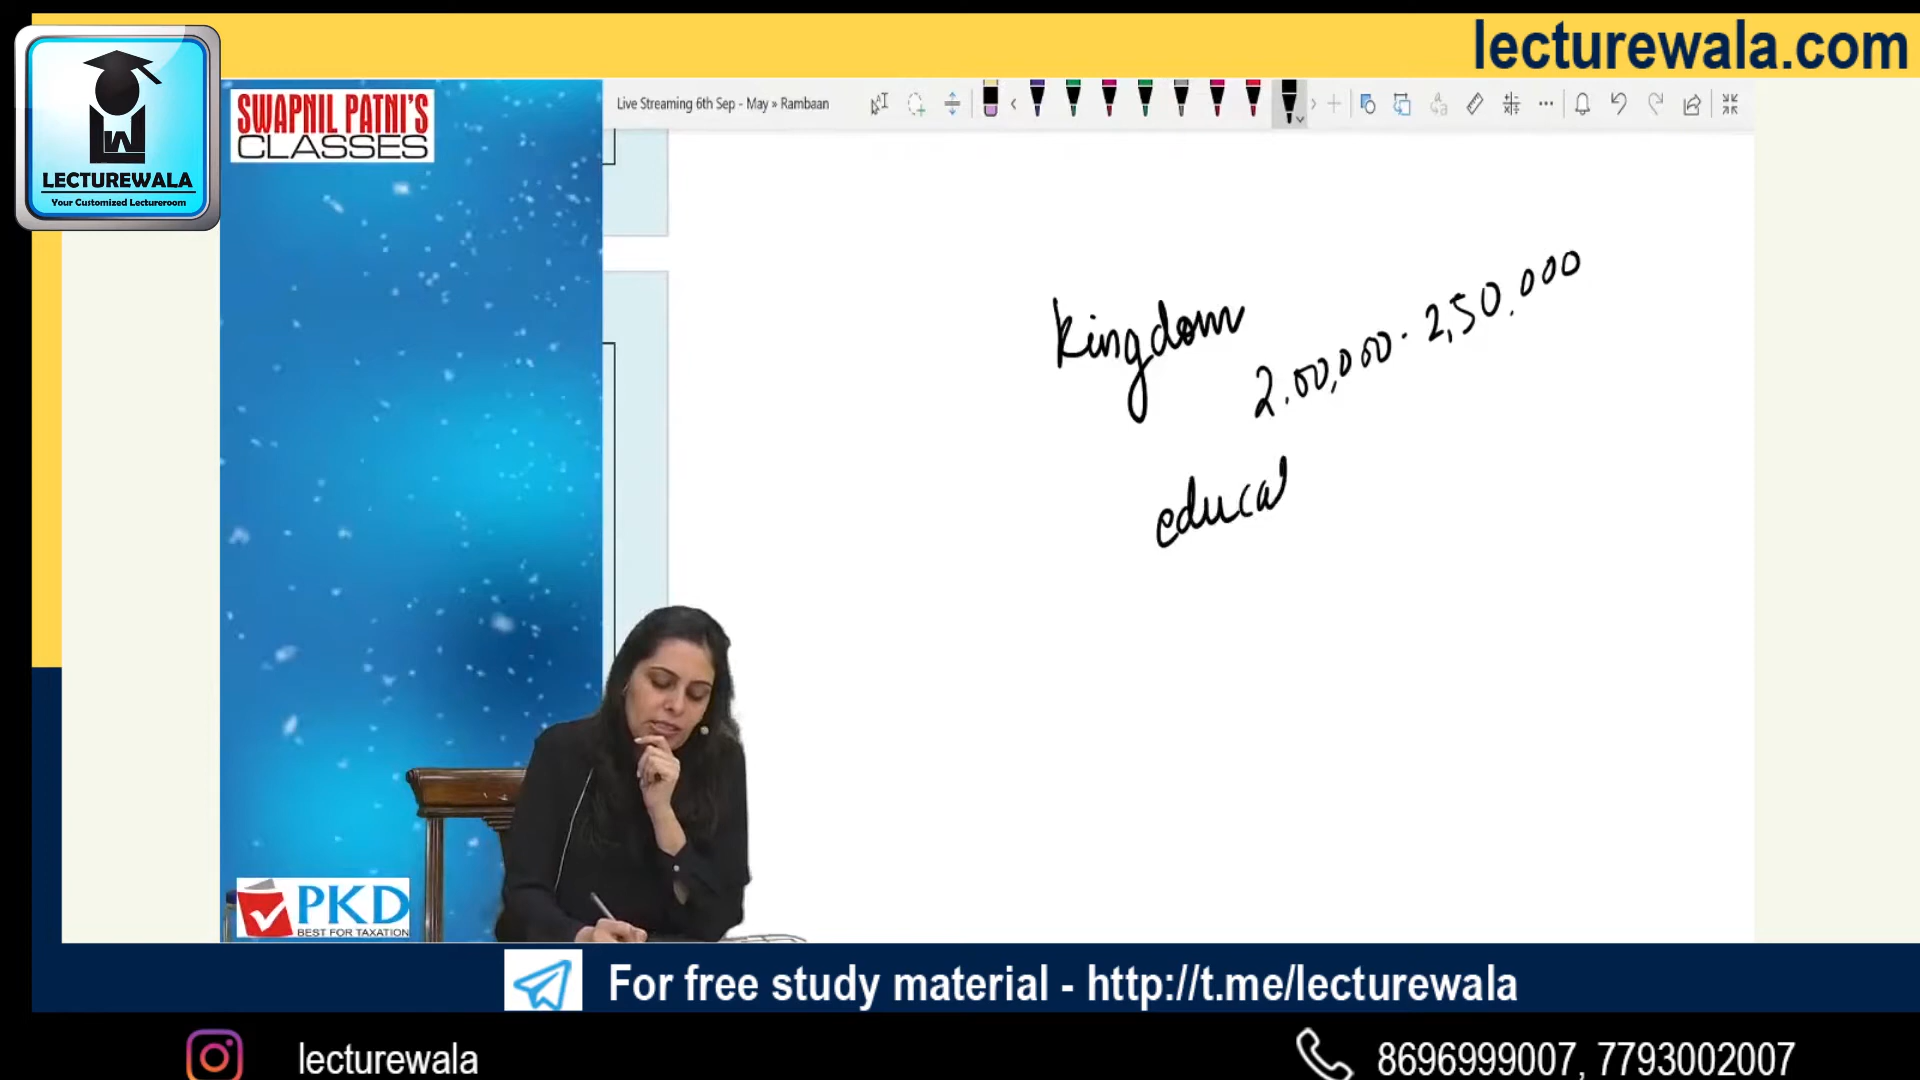 lecturewala.com
LW
LECTUREWALA
Your Customized Lectureroom
SWAPNIL PATNI'S
CLASSES
Live Streaming 6th Sep - May » Rambaan
kingdom
2.00,000 - 2,50,000
educa
PKD
BEST FOR TAXATION
For free study material - http://t.me/lecturewala
lecturewala
8696999007, 7793002007